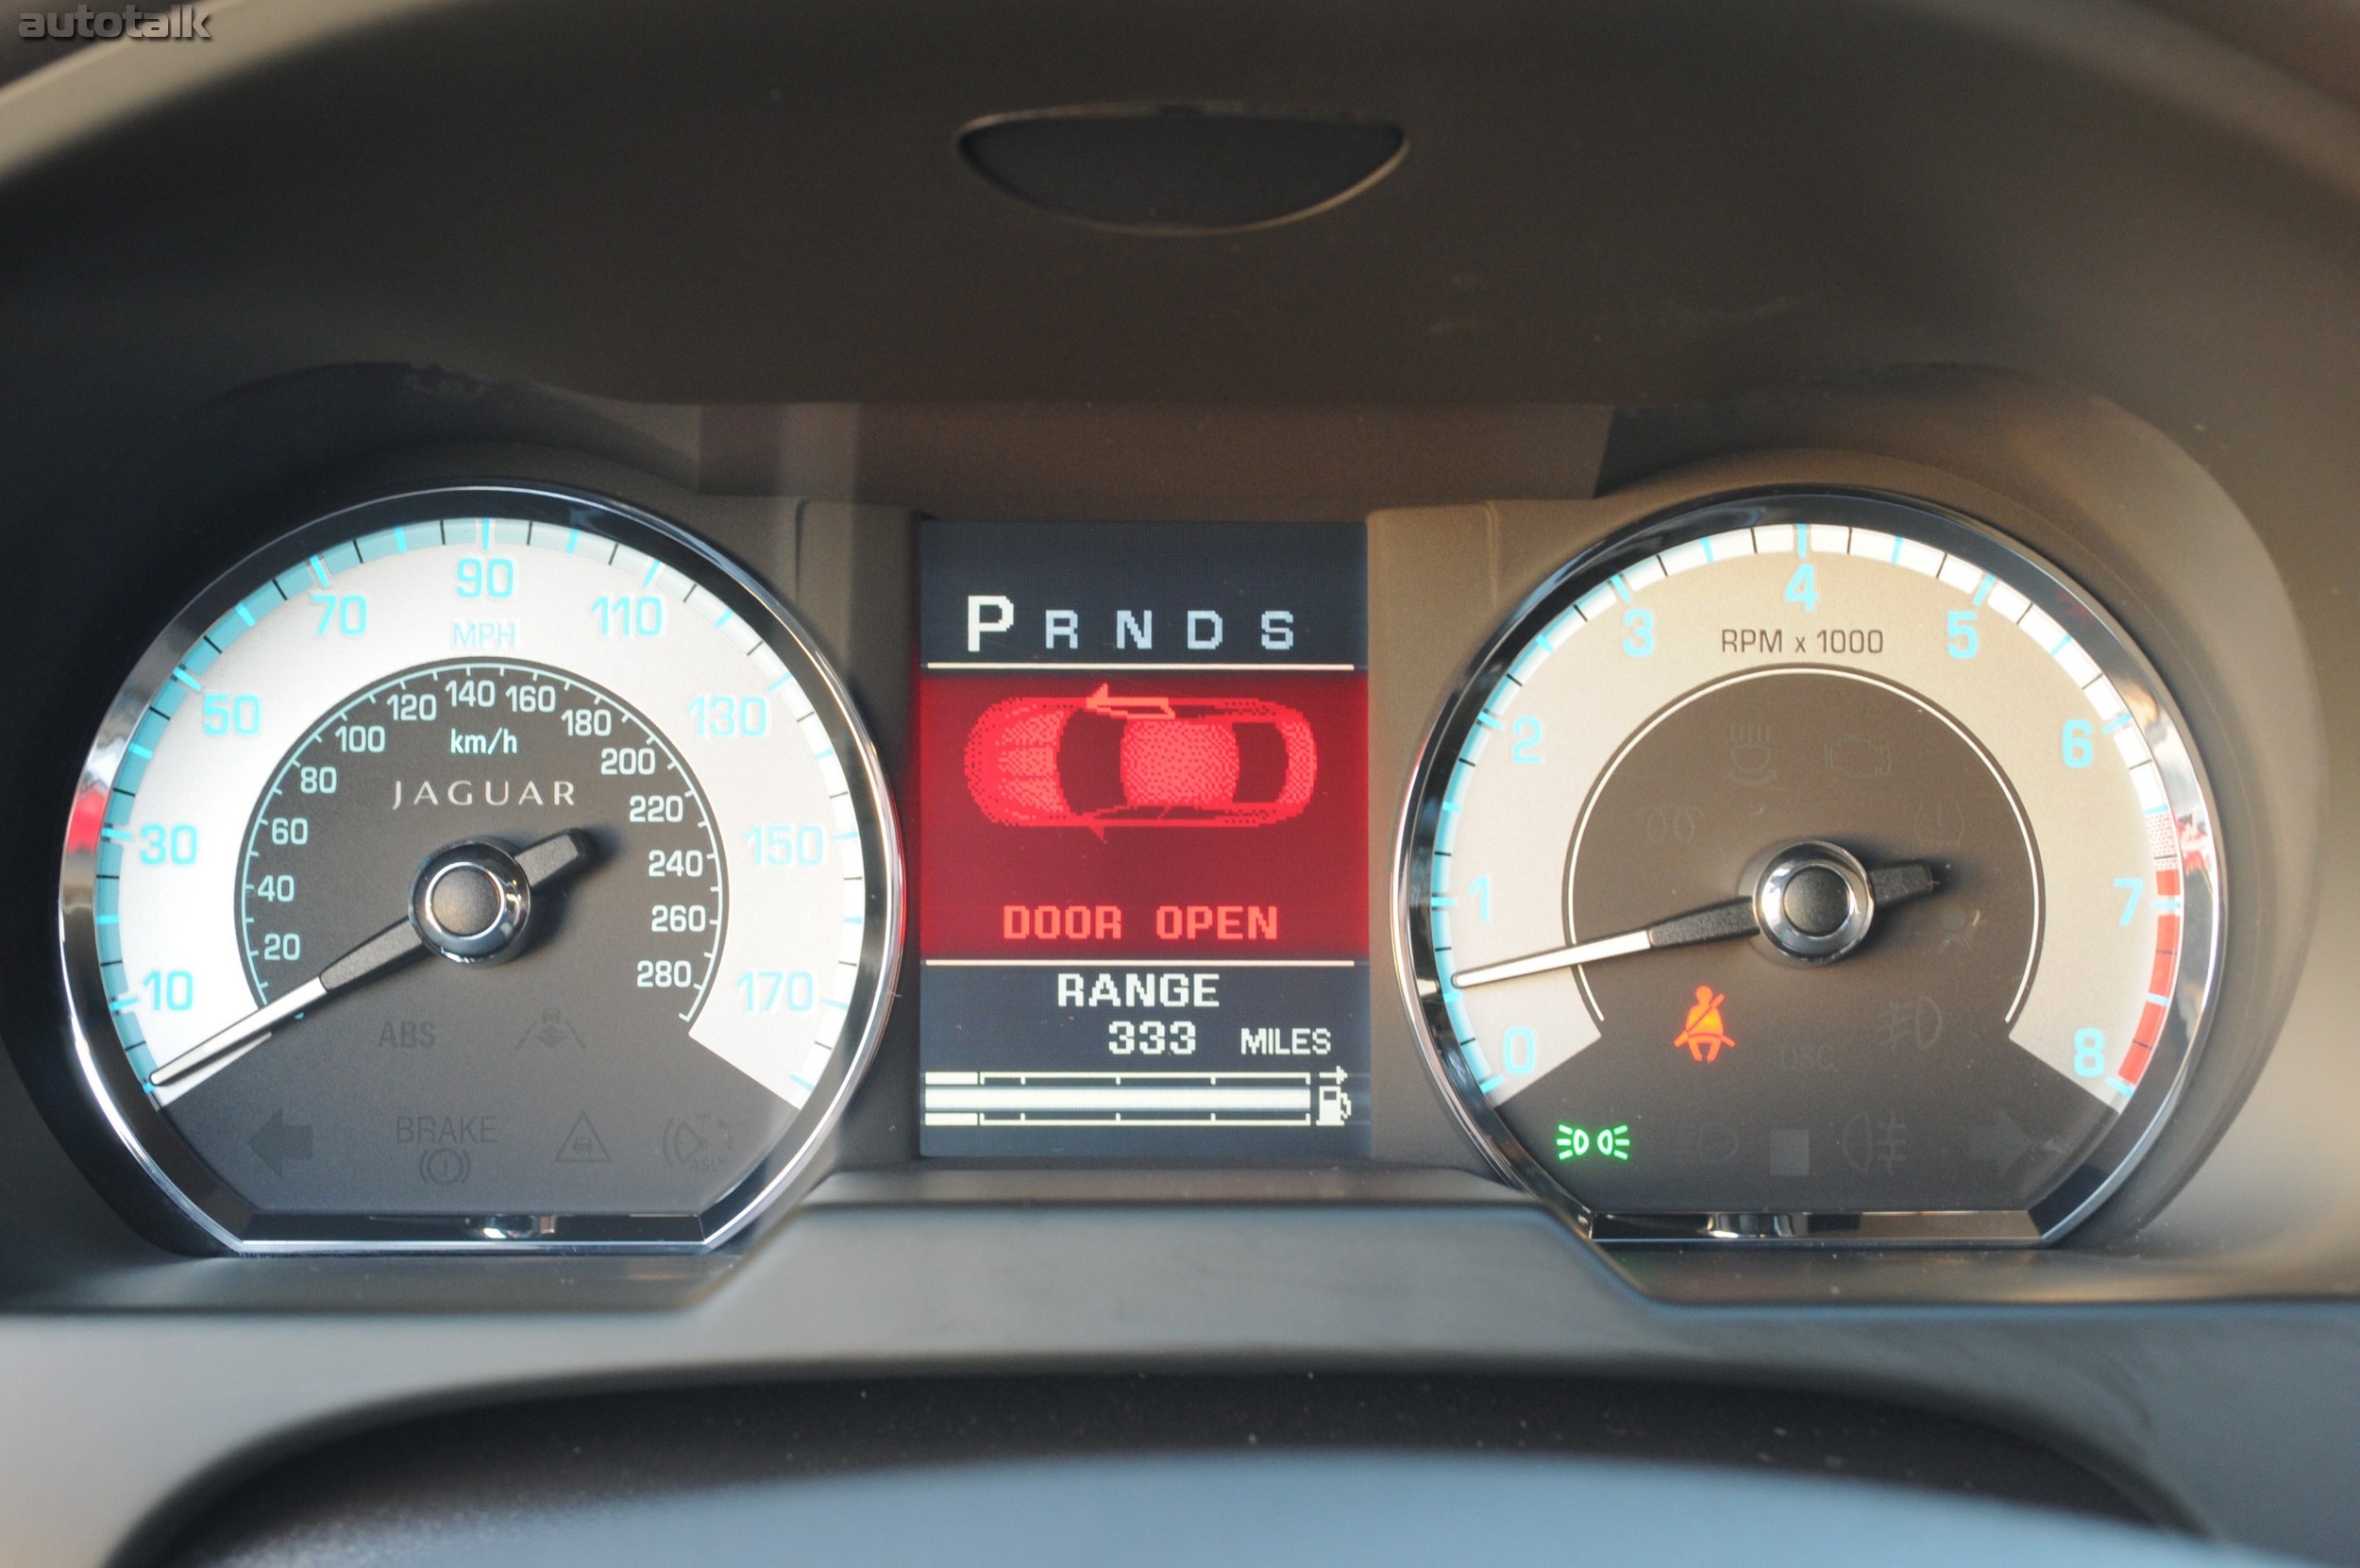 autotalk
90
70 110
MPH
50 130
30 150
10 170
140
120 160
100 180
km/h
80 200
60 220
40 240
20 260
280
JAGUAR
ABS
BRAKE
ASL
P R N D S
DOOR OPEN
RANGE
333 MILES
4
3 5
RPM x 1000
2 6
1 7
0 8
DSC